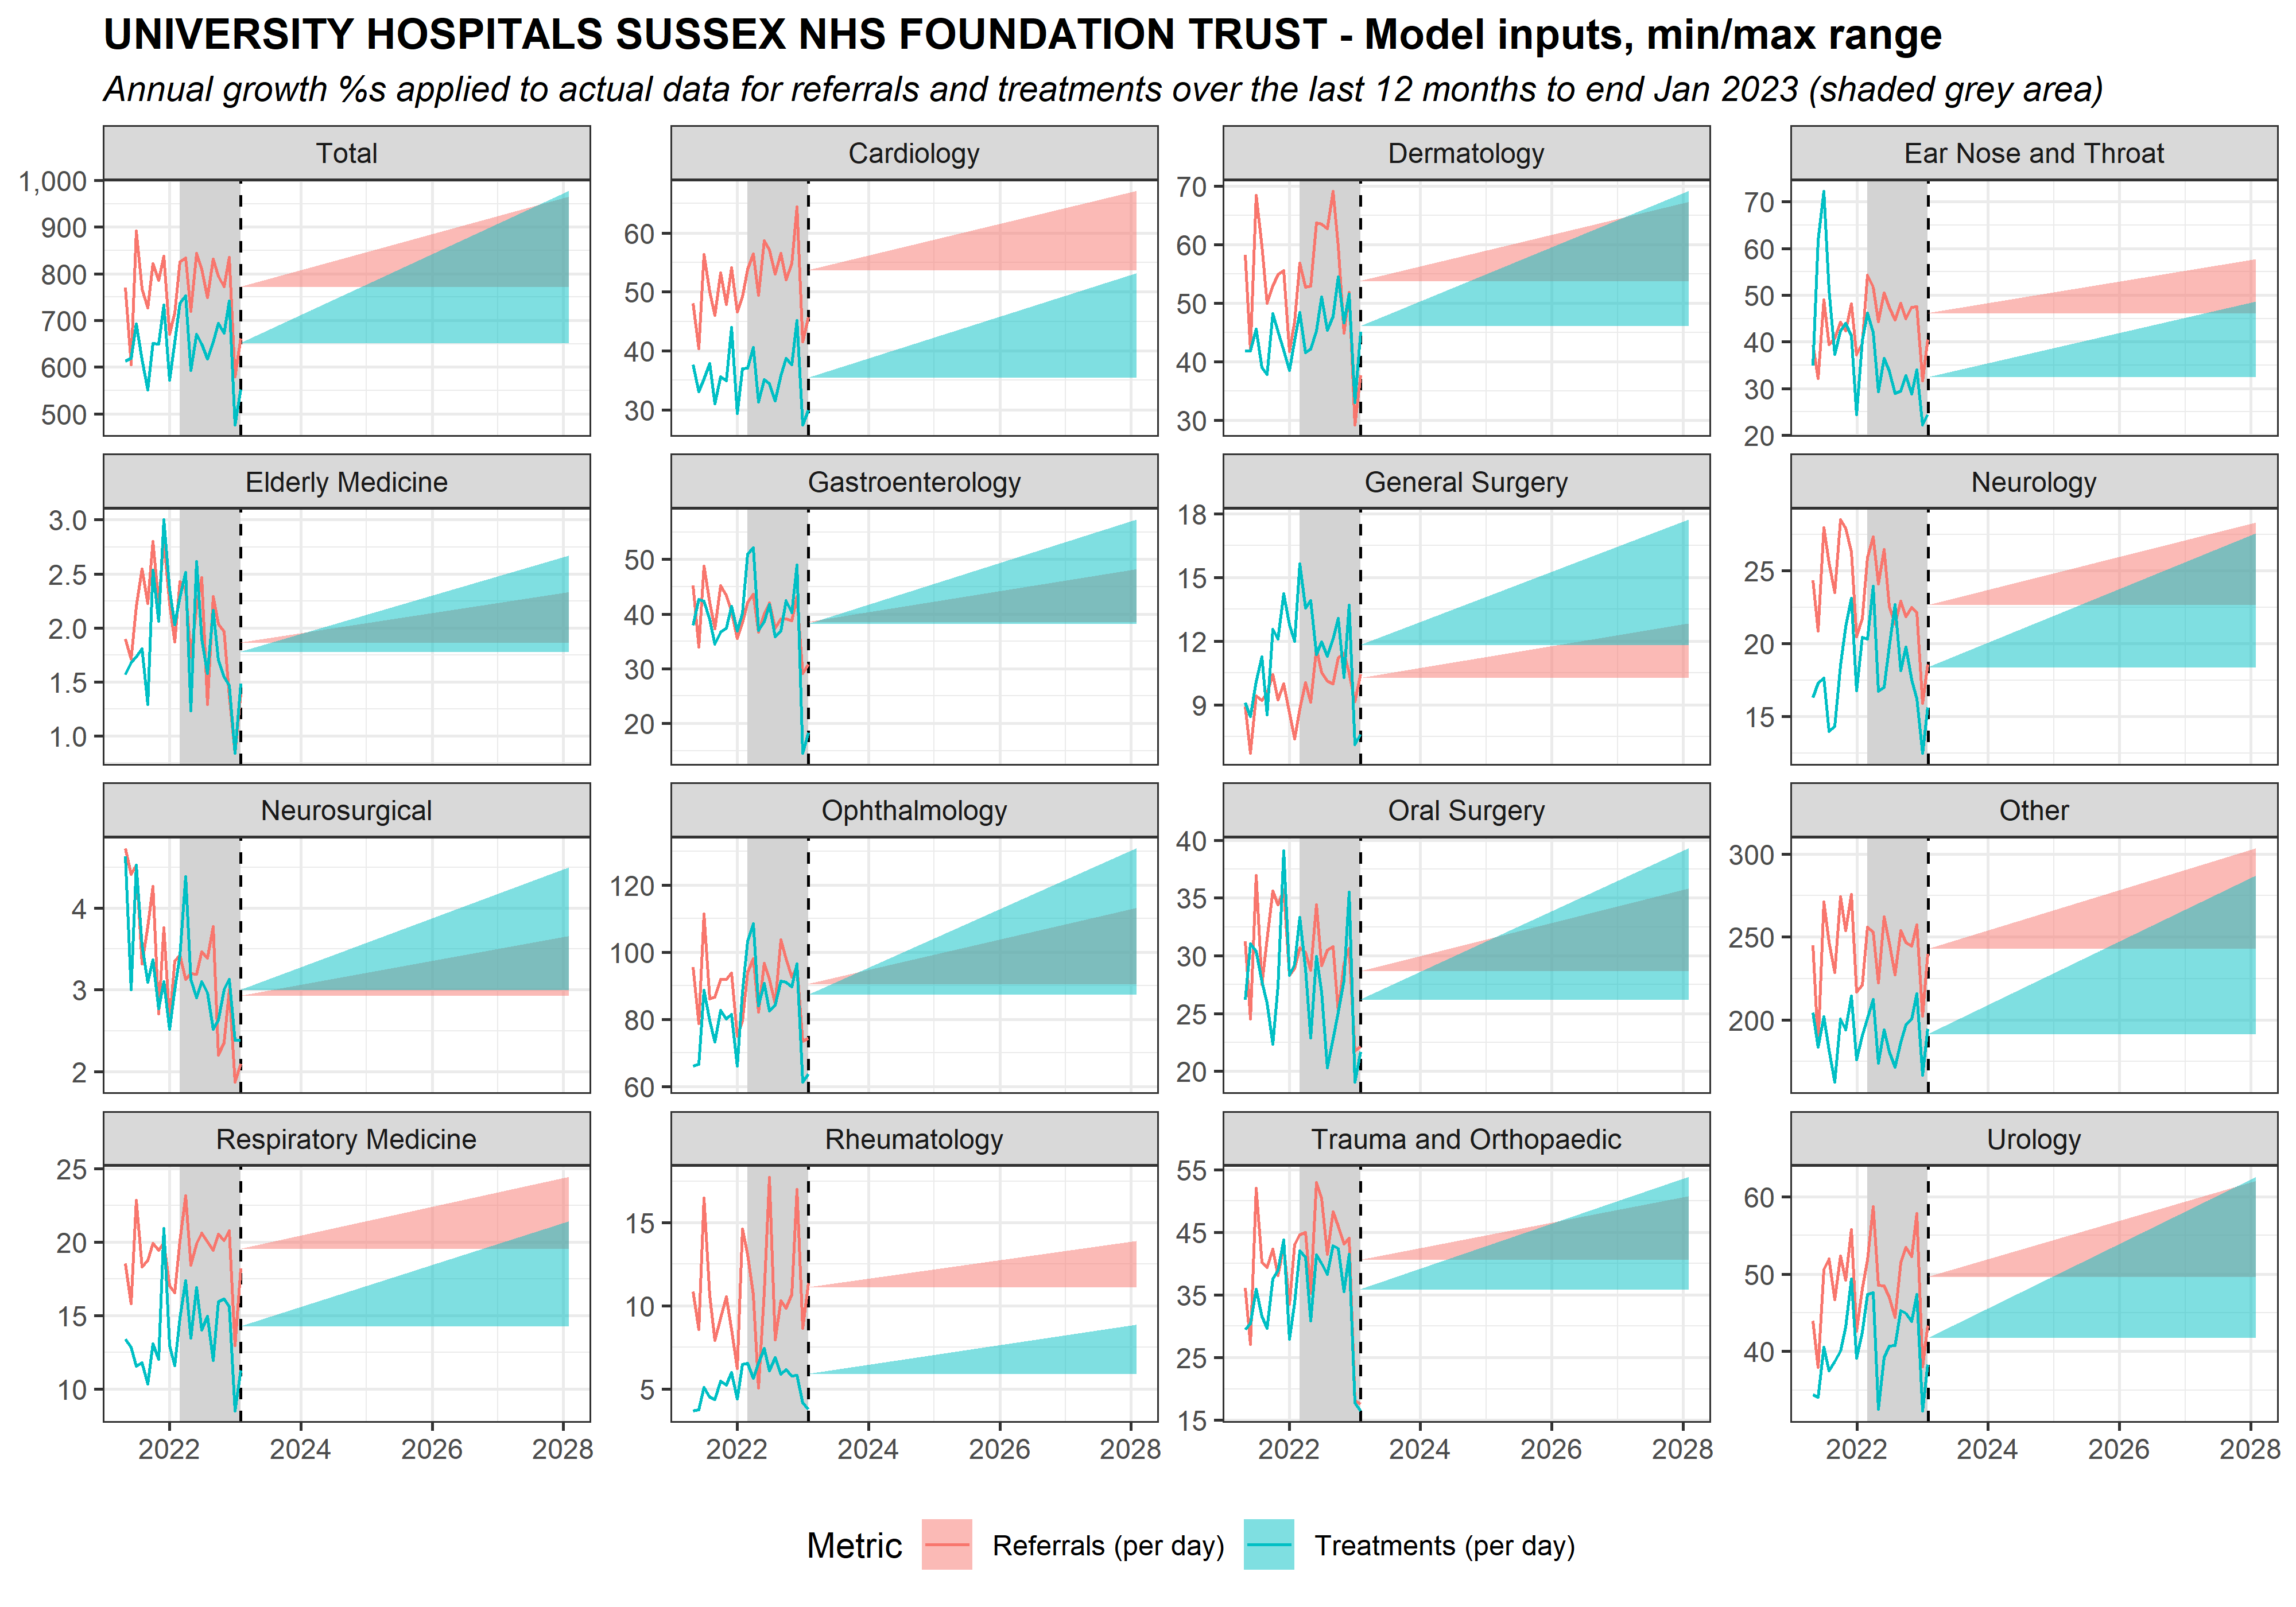 UNIVERSITY HOSPITALS SUSSEX NHS FOUNDATION TRUST - Model inputs, min/max range
Annual growth %s applied to actual data for referrals and treatments over the last 12 months to end Jan 2023 (shaded grey area)
Total
1,000
900
800
700
600
500
Cardiology
60
50
40
30
Dermatology
70
60
50
40
30
Ear Nose and Throat
70
60
50
40
30
20
Elderly Medicine
3.0
2.5
2.0
1.5
1.0
Gastroenterology
50
40
30
20
General Surgery
18
15
12
9
Neurology
25
20
15
Neurosurgical
4
3
2
Ophthalmology
120
100
80
60
Oral Surgery
40
35
30
25
20
Other
300
250
200
Respiratory Medicine
25
20
15
10
2022 2024 2026 2028
Rheumatology
15
10
5
2022 2024 2026 2028
Trauma and Orthopaedic
55
45
35
25
15
2022 2024 2026 2028
Urology
60
50
40
2022 2024 2026 2028
Metric Referrals (per day) Treatments (per day)